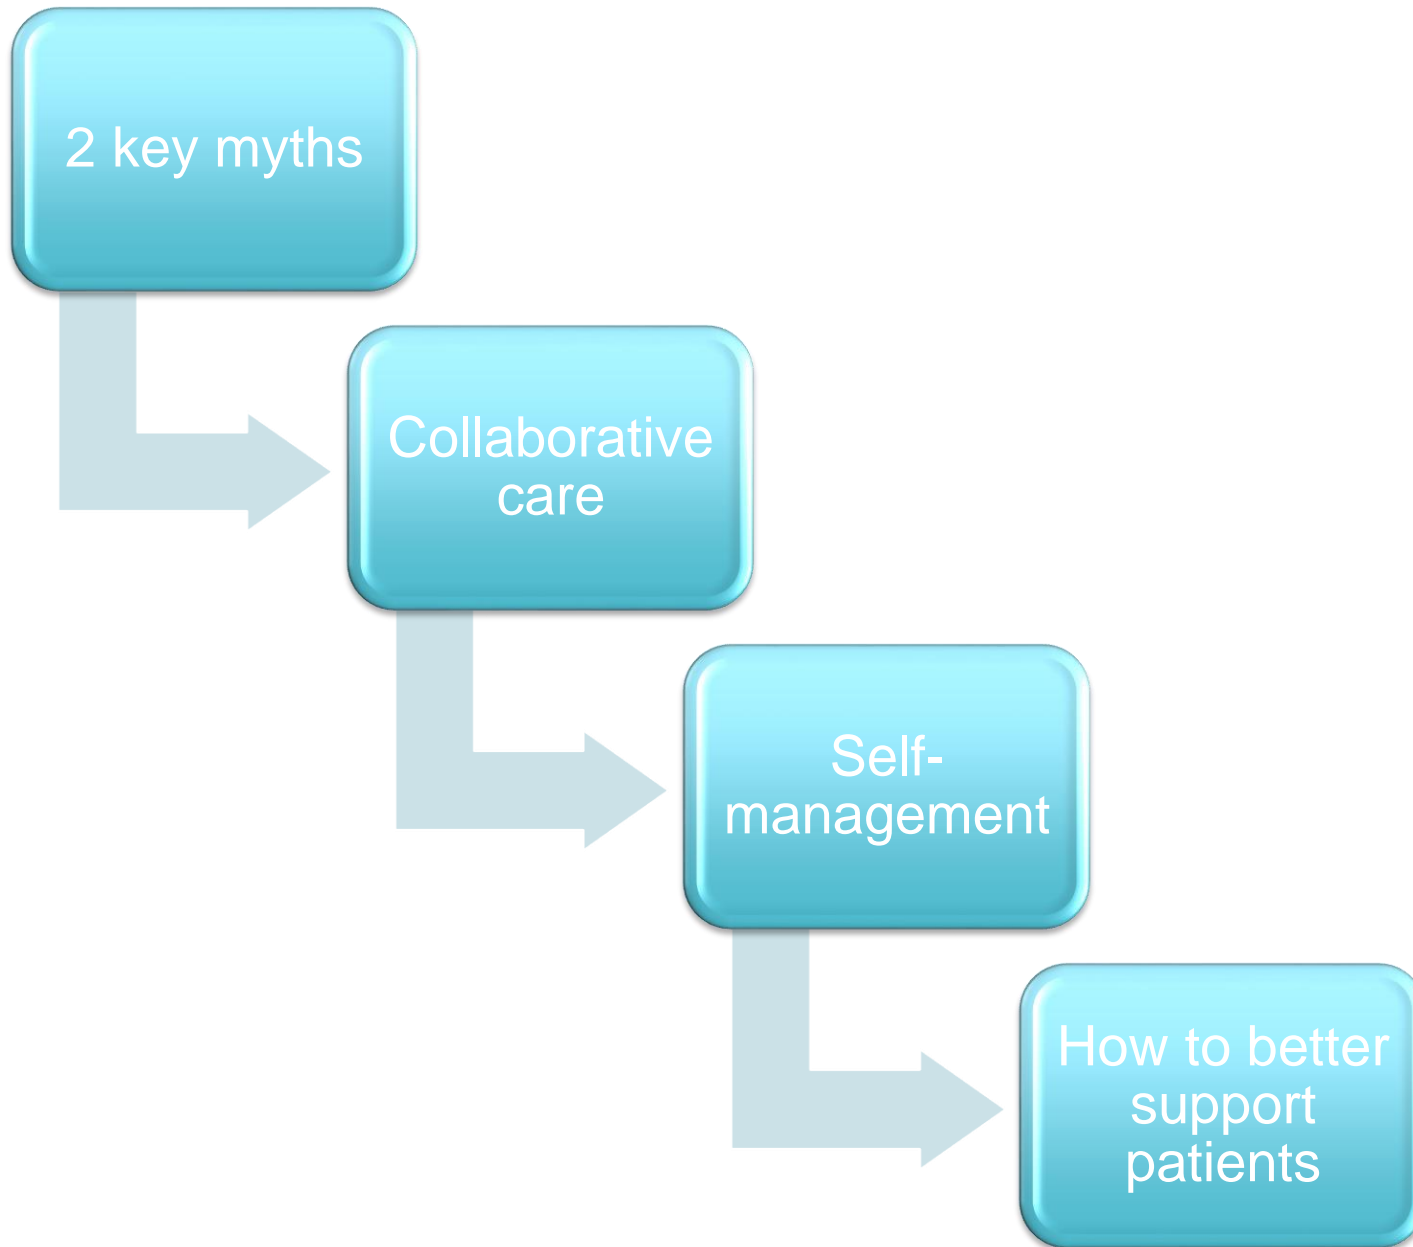 2 key myths
Collaborative
care
Self-
management
How to better
support
patients